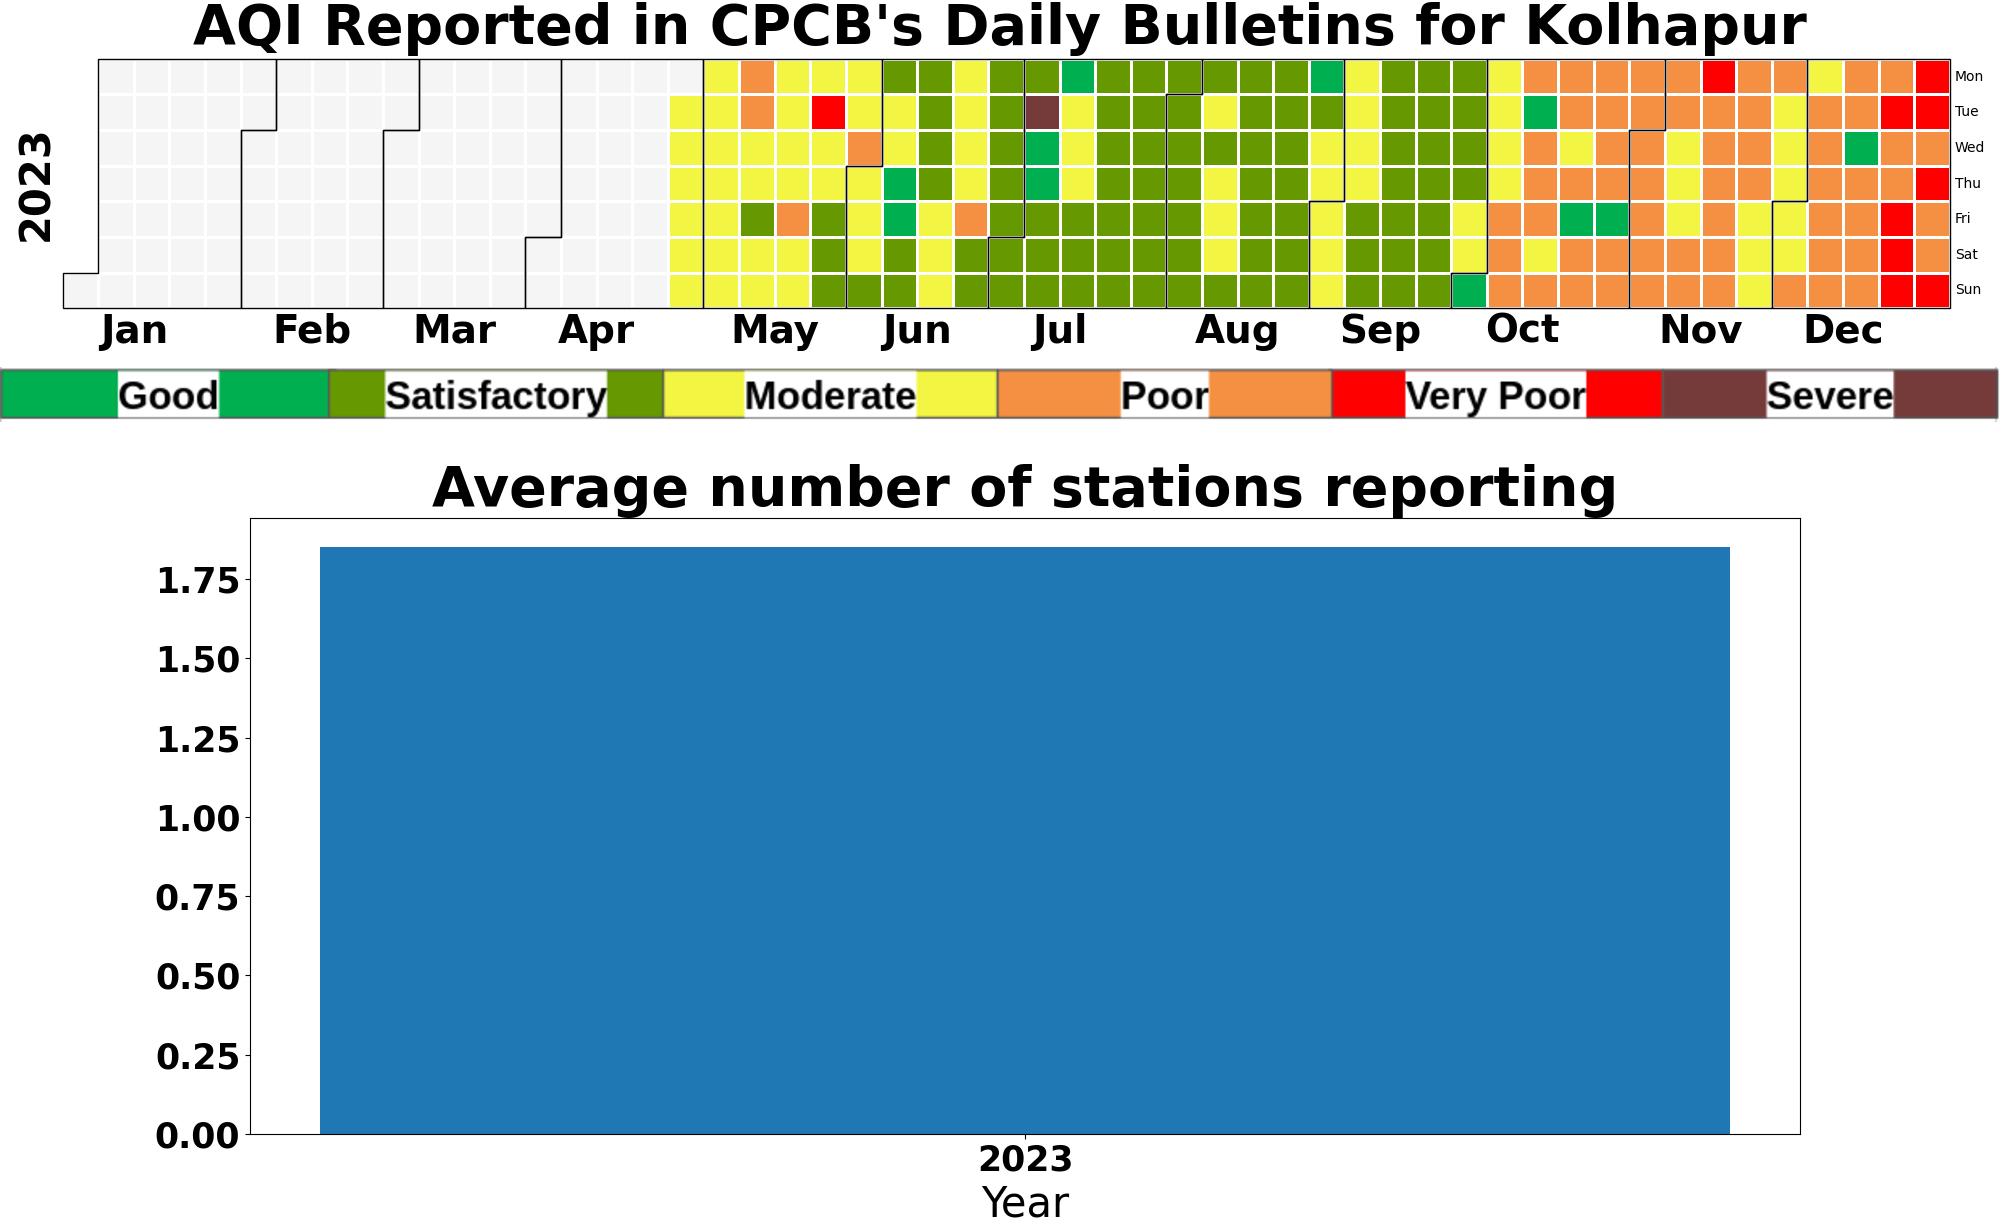 AQI Reported in CPCB's Daily Bulletins for Kolhapur
2023
Mon
Tue
Wed
Thu
Fri
Sat
Sun
Jan Feb Mar Apr May Jun Jul Aug Sep Oct Nov Dec
Good Satisfactory Moderate Poor Very Poor Severe
Average number of stations reporting
1.75
1.50
1.25
1.00
0.75
0.50
0.25
0.00
2023
Year